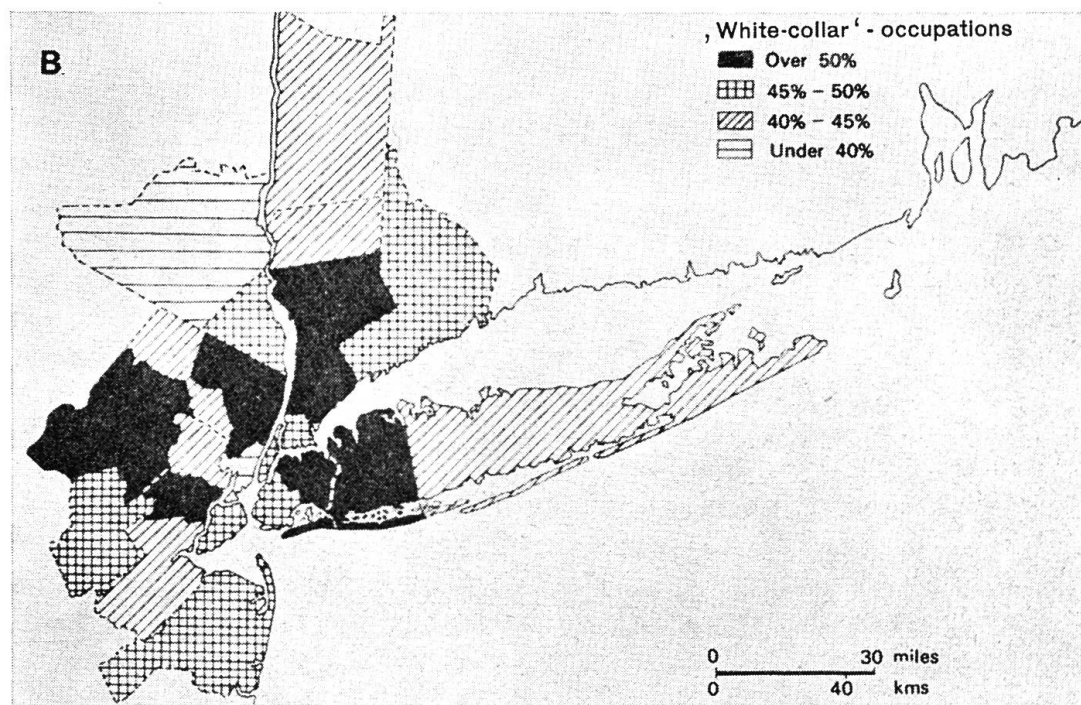 B
‚White-collar‘ - occupations
Over 50%
45% - 50%
40% - 45%
Under 40%
0 30 miles
0 40 kms